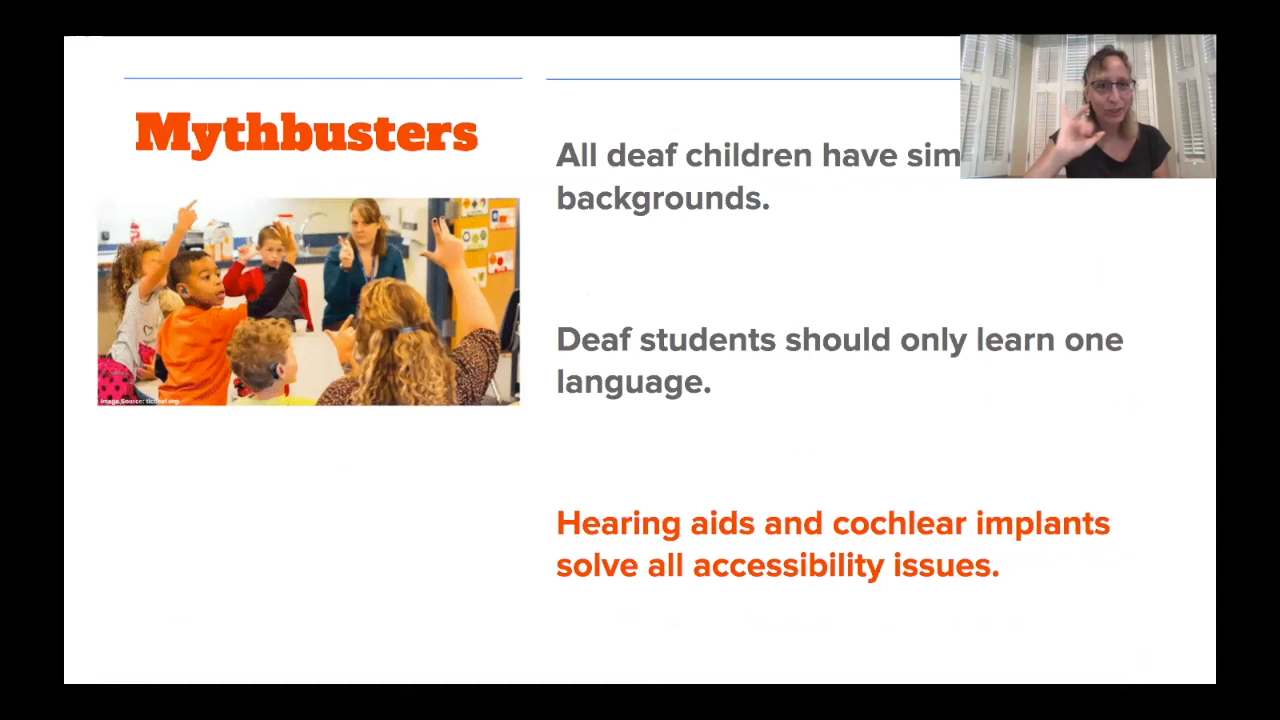 Mythbusters
All deaf children have sim
backgrounds.
Deaf students should only learn one
language.
Hearing aids and cochlear implants
solve all accessibility issues.